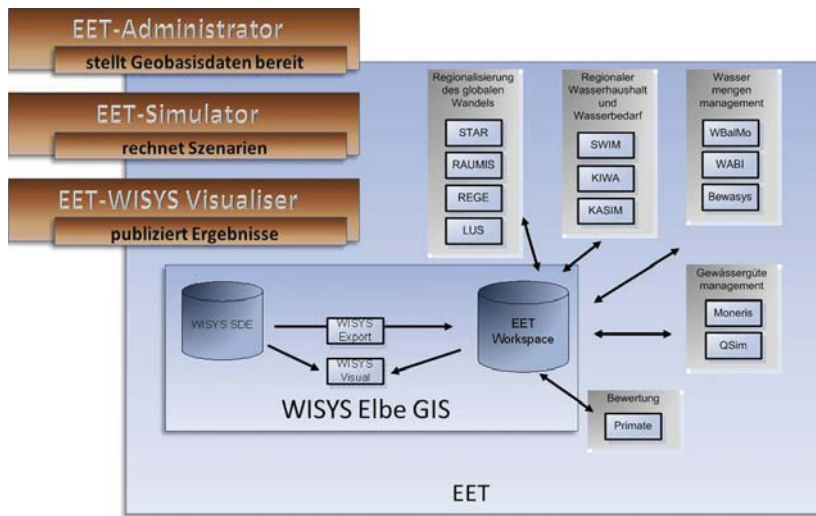 EET-Administrator
stellt Geobasisdaten bereit
EET-Simulator
rechnet Szenarien
EET-WISYS Visualiser
publiziert Ergebnisse
Regionalisierung
des globalen
Wandels
STAR
RAUMIS
REGE
LUS
Regionaler
Wasserhaushalt
und
Wasserbedarf
SWIM
KIWA
KASIM
Wasser
mengen
management
WBalMo
WABI
Bewasys
Gewässergüte
management
Moneris
QSim
Bewertung
Primate
WISYS SDE
WISYS
Export
WISYS
Visual
EET
Workspace
WISYS Elbe GIS
EET